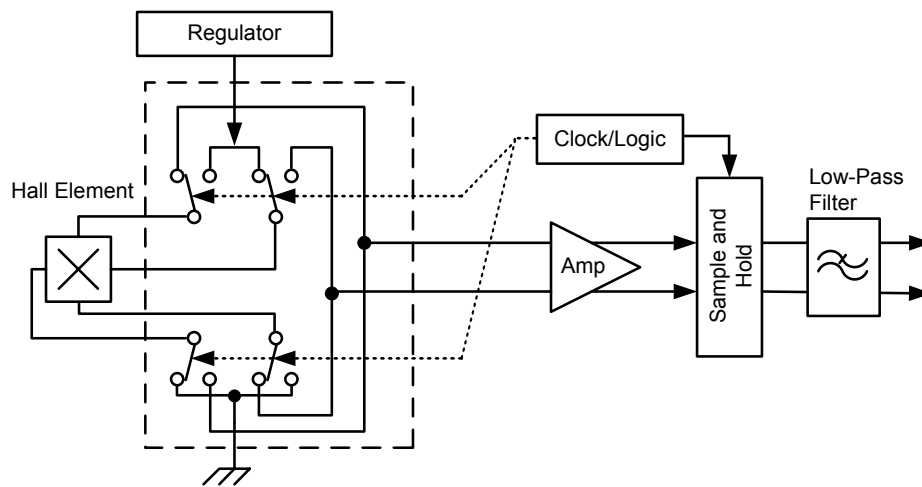 Regulator
Clock/Logic
Hall Element
Low-Pass
Filter
Amp
Sample and
Hold